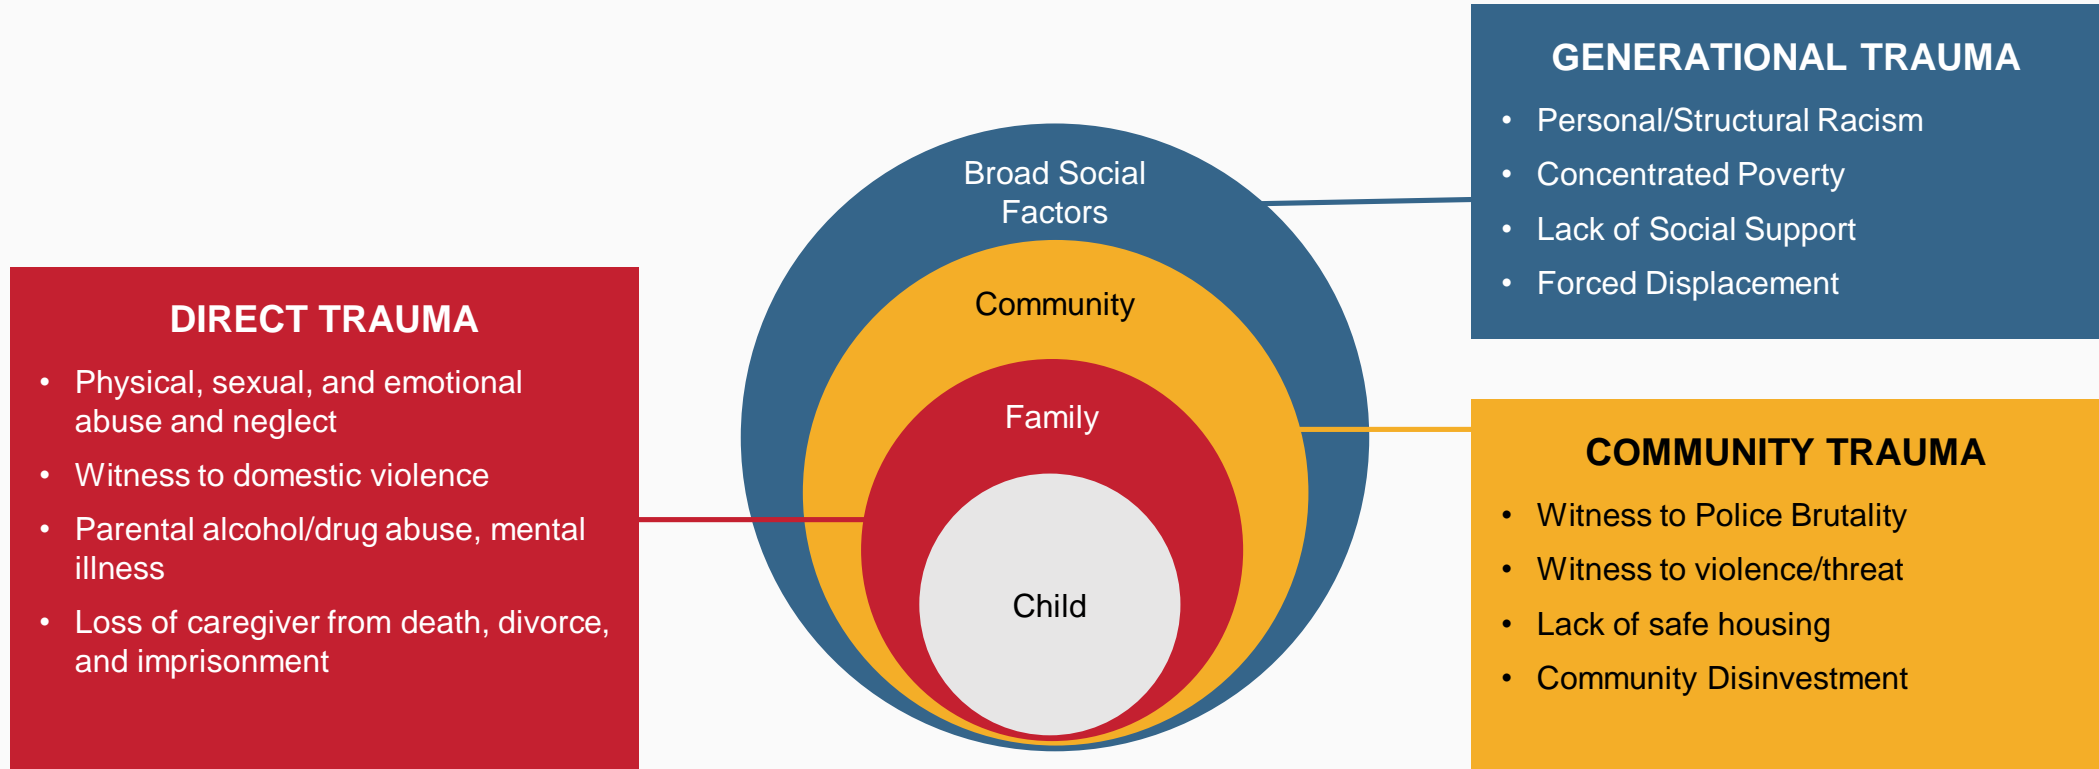 DIRECT TRAUMA
• Physical, sexual, and emotional
abuse and neglect
• Witness to domestic violence
• Parental alcohol/drug abuse, mental
illness
• Loss of caregiver from death, divorce,
and imprisonment
Broad Social
Factors
Community
Family
Child
GENERATIONAL TRAUMA
• Personal/Structural Racism
• Concentrated Poverty
• Lack of Social Support
• Forced Displacement
COMMUNITY TRAUMA
• Witness to Police Brutality
• Witness to violence/threat
• Lack of safe housing
• Community Disinvestment